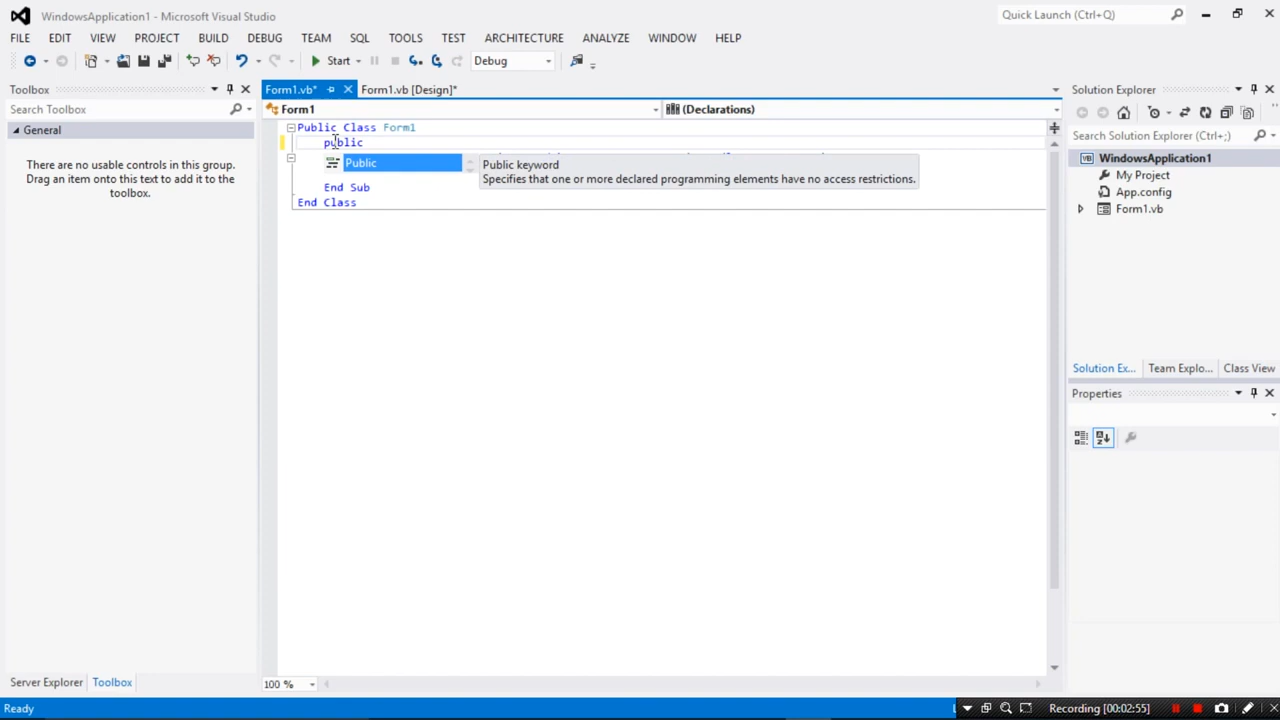 WindowsApplication1 - Microsoft Visual Studio
Quick Launch (Ctrl+Q)
FILE EDIT VIEW PROJECT BUILD DEBUG TEAM SQL TOOLS TEST ARCHITECTURE ANALYZE WINDOW HELP
Start Debug
Toolbox
Search Toolbox
General
There are no usable controls in this group.
Drag an item onto this text to add it to the
toolbox.
Server Explorer Toolbox
Form1.vb* Form1.vb [Design]*
Form1 (Declarations)
Public Class Form1
public
Public
Public keyword
Specifies that one or more declared programming elements have no access restrictions.
End Sub
End Class
100 %
Solution Explorer
Search Solution Explorer (Ctrl+;)
WindowsApplication1
My Project
App.config
Form1.vb
Solution Ex... Team Explo... Class View
Properties
Ready
Recording [00:02:55]